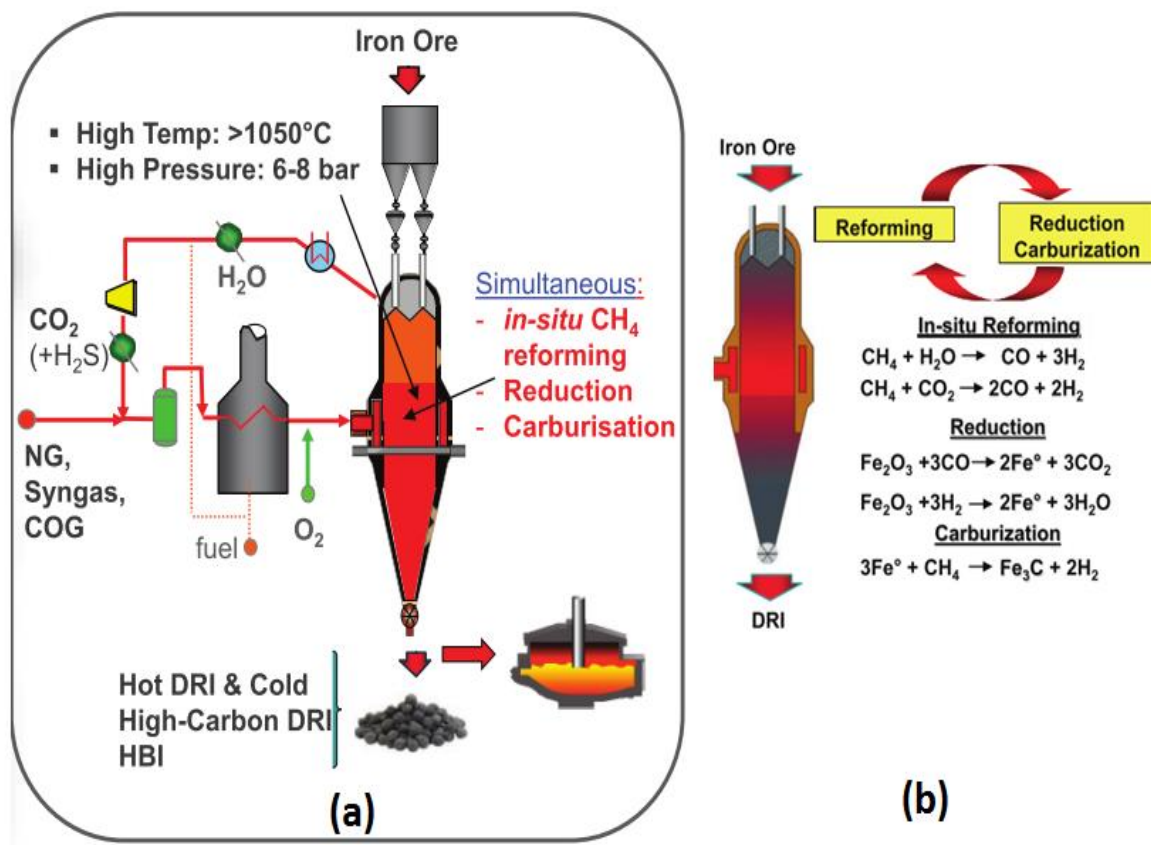 Iron Ore
▪ High Temp: >1050°C
▪ High Pressure: 6-8 bar
H₂O
CO₂
(+H₂S)
NG,
Syngas,
COG
fuel
O₂
Simultaneous:
- in-situ CH₄
reforming
- Reduction
- Carburisation
Hot DRI & Cold
High-Carbon DRI
HBI
(a)
Iron Ore
Reforming
Reduction
Carburization
In-situ Reforming
CH₄ + H₂O → CO + 3H₂
CH₄ + CO₂ → 2CO + 2H₂
Reduction
Fe₂O₃ +3CO → 2Fe° + 3CO₂
Fe₂O₃ +3H₂ → 2Fe° + 3H₂O
Carburization
3Fe° + CH₄ → Fe₃C + 2H₂
DRI
(b)